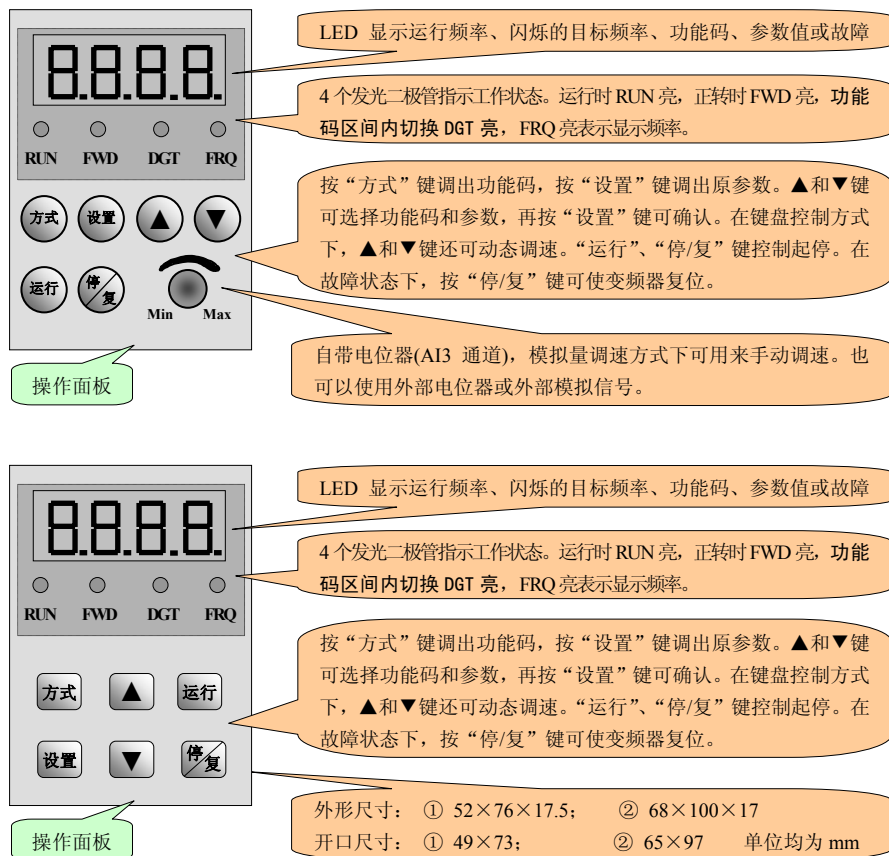 8.8.8.8.
RUN FWD DGT FRQ
方式 设置 ▲ ▼
运行 停/复
Min Max
操作面板
LED 显示运行频率、闪烁的目标频率、功能码、参数值或故障
4 个发光二极管指示工作状态。运行时 RUN 亮，正转时 FWD 亮，功能
码区间内切换 DGT 亮，FRQ 亮表示显示频率。
按“方式”键调出功能码，按“设置”键调出原参数。▲和▼键
可选择功能码和参数，再按“设置”键可确认。在键盘控制方式
下，▲和▼键还可动态调速。“运行”、“停/复”键控制起停。在
故障状态下，按“停/复”键可使变频器复位。
自带电位器(AI3 通道)，模拟量调速方式下可用来手动调速。也
可以使用外部电位器或外部模拟信号。
8.8.8.8.
RUN FWD DGT FRQ
方式 ▲ 运行
设置 ▼ 停/复
操作面板
LED 显示运行频率、闪烁的目标频率、功能码、参数值或故障
4 个发光二极管指示工作状态。运行时 RUN 亮，正转时 FWD 亮，功能
码区间内切换 DGT 亮，FRQ 亮表示显示频率。
按“方式”键调出功能码，按“设置”键调出原参数。▲和▼键
可选择功能码和参数，再按“设置”键可确认。在键盘控制方式
下，▲和▼键还可动态调速。“运行”、“停/复”键控制起停。在
故障状态下，按“停/复”键可使变频器复位。
外形尺寸： ① 52×76×17.5； ② 68×100×17
开口尺寸： ① 49×73； ② 65×97 单位均为 mm